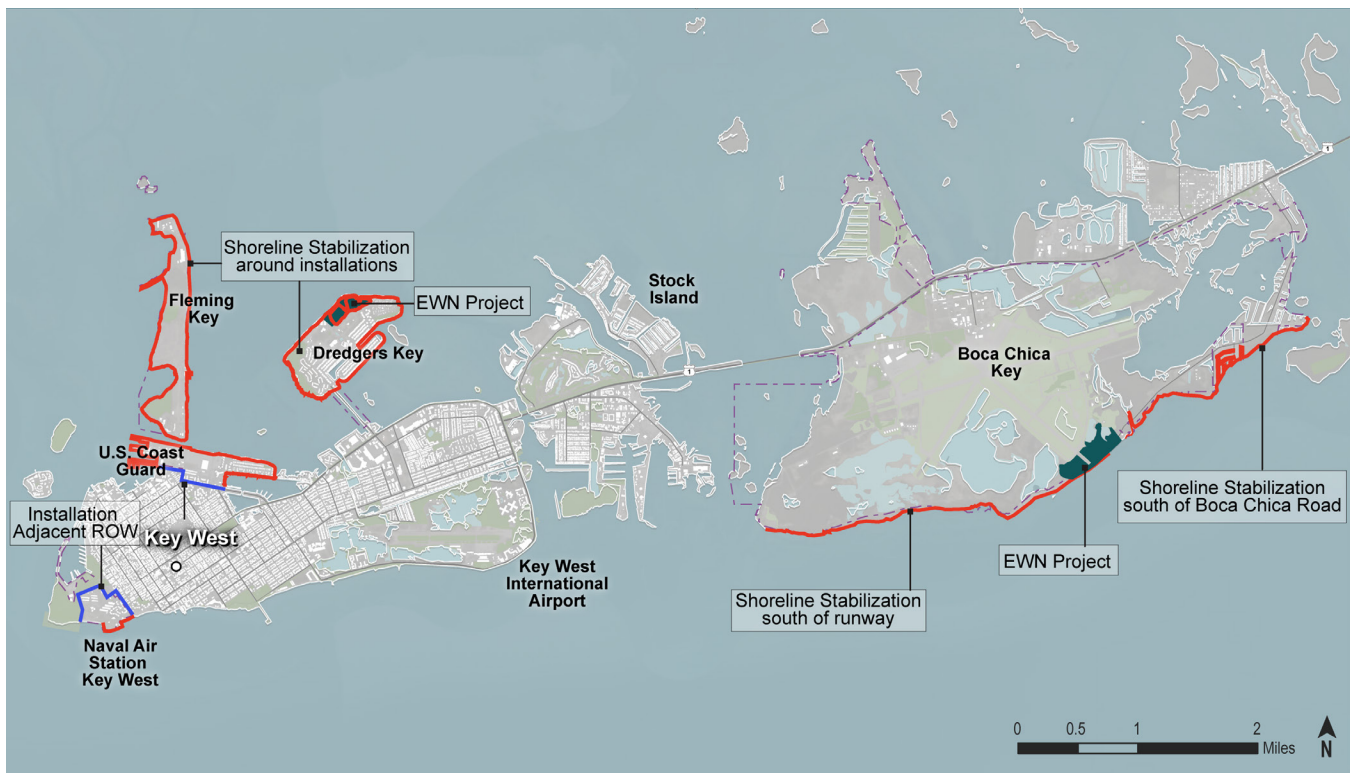 1
Shoreline Stabilization
around installations
Fleming
Key
EWN Project
Dredgers Key
Stock
Island
1
Boca Chica
Key
U.S. Coast
Guard
Installation
Adjacent ROW
Key West
Naval Air
Station
Key West
Key West
International
Airport
Shoreline Stabilization
south of runway
EWN Project
Shoreline Stabilization
south of Boca Chica Road
0 0.5 1 2
Miles
N